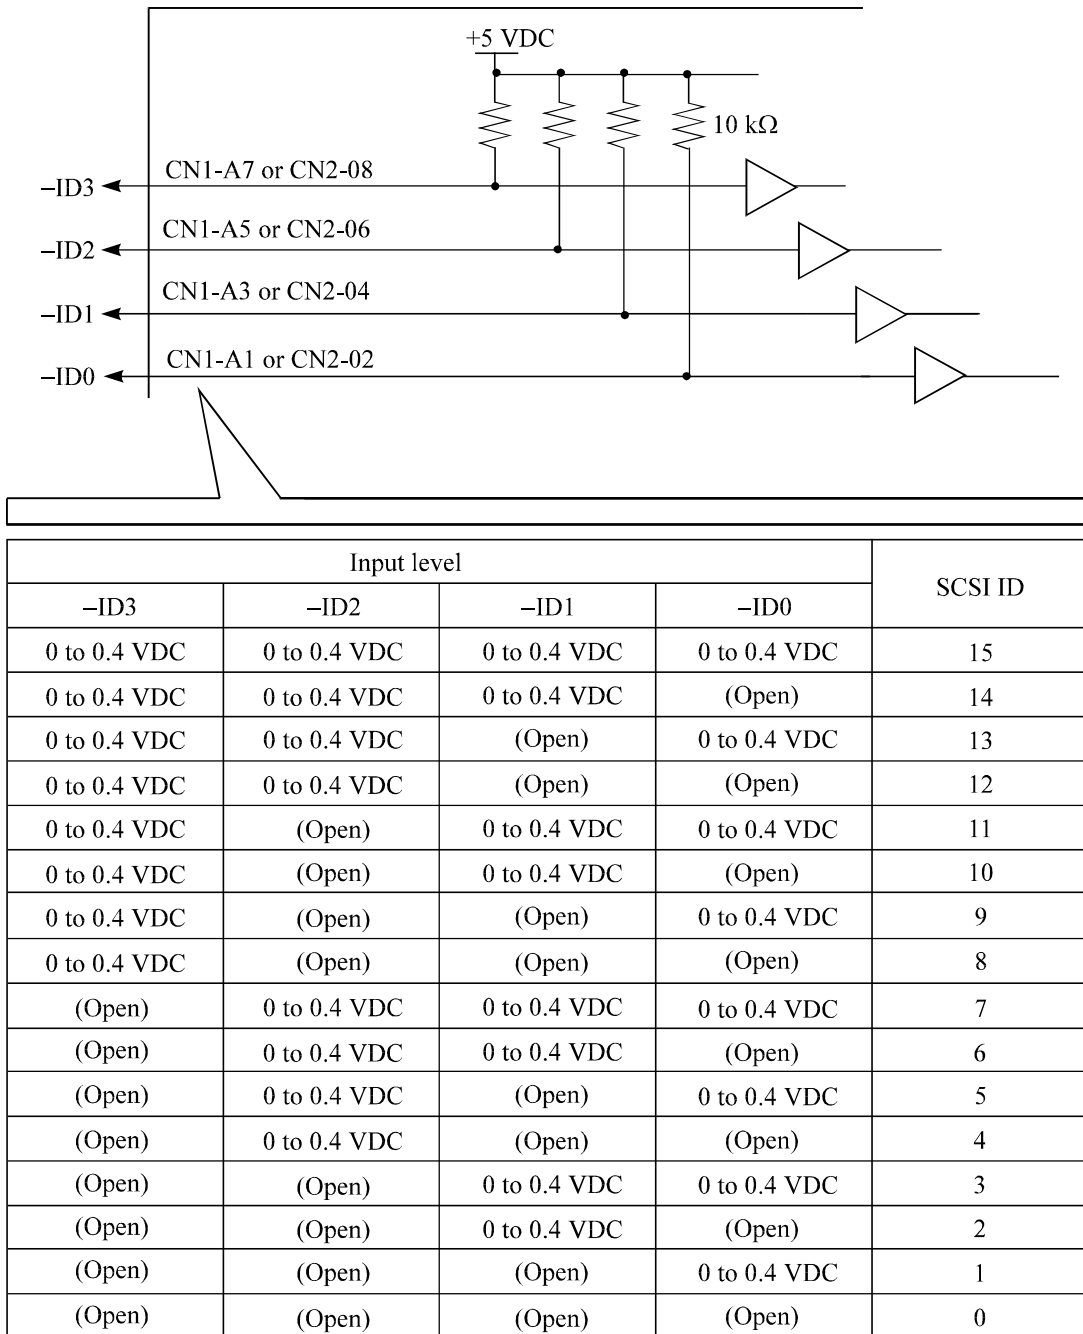 +5 VDC
10 kΩ
–ID3 CN1-A7 or CN2-08
–ID2 CN1-A5 or CN2-06
–ID1 CN1-A3 or CN2-04
–ID0 CN1-A1 or CN2-02
Input level SCSI ID
–ID3 –ID2 –ID1 –ID0
0 to 0.4 VDC 0 to 0.4 VDC 0 to 0.4 VDC 0 to 0.4 VDC 15
0 to 0.4 VDC 0 to 0.4 VDC 0 to 0.4 VDC (Open) 14
0 to 0.4 VDC 0 to 0.4 VDC (Open) 0 to 0.4 VDC 13
0 to 0.4 VDC 0 to 0.4 VDC (Open) (Open) 12
0 to 0.4 VDC (Open) 0 to 0.4 VDC 0 to 0.4 VDC 11
0 to 0.4 VDC (Open) 0 to 0.4 VDC (Open) 10
0 to 0.4 VDC (Open) (Open) 0 to 0.4 VDC 9
0 to 0.4 VDC (Open) (Open) (Open) 8
(Open) 0 to 0.4 VDC 0 to 0.4 VDC 0 to 0.4 VDC 7
(Open) 0 to 0.4 VDC 0 to 0.4 VDC (Open) 6
(Open) 0 to 0.4 VDC (Open) 0 to 0.4 VDC 5
(Open) 0 to 0.4 VDC (Open) (Open) 4
(Open) (Open) 0 to 0.4 VDC 0 to 0.4 VDC 3
(Open) (Open) 0 to 0.4 VDC (Open) 2
(Open) (Open) (Open) 0 to 0.4 VDC 1
(Open) (Open) (Open) (Open) 0